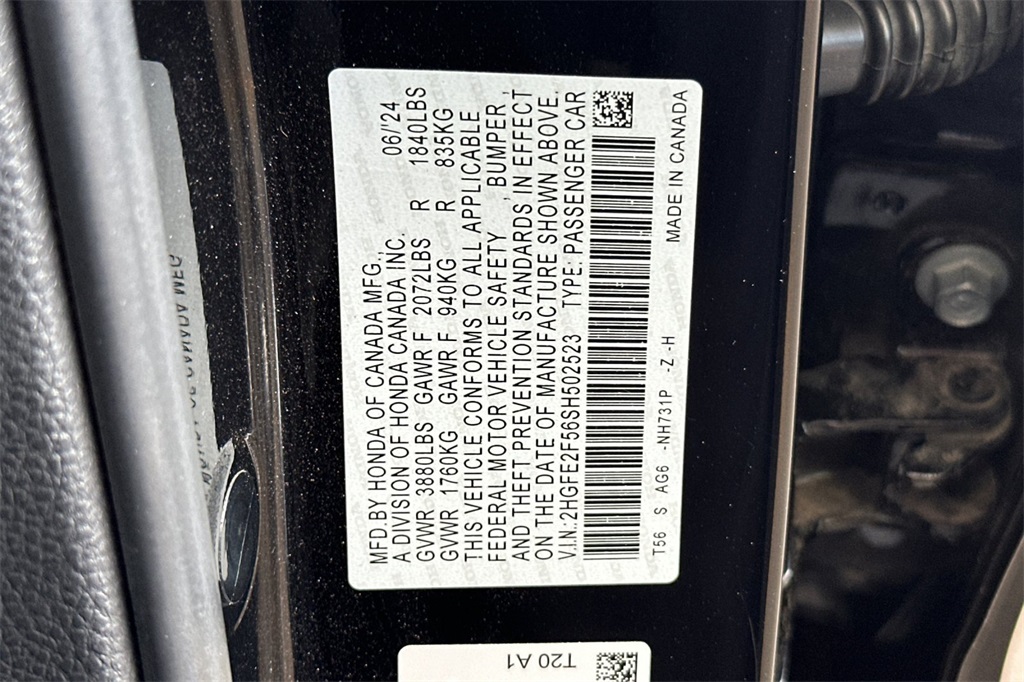 MFD.BY HONDA OF CANADA MFG., 06/'24
A DIVISION OF HONDA CANADA INC.
GVWR 3880LBS GAWR F 2072LBS R 1840LBS
GVWR 1760KG GAWR F 940KG R 835KG
THIS VEHICLE CONFORMS TO ALL APPLICABLE
FEDERAL MOTOR VEHICLE SAFETY , BUMPER ,
AND THEFT PREVENTION STANDARDS IN EFFECT
ON THE DATE OF MANUFACTURE SHOWN ABOVE.
V.I.N.:2HGFE2F56SH502523 TYPE:PASSENGER CAR
T56 S AG6 -NH731P -Z -H MADE IN CANADA
T20 A1